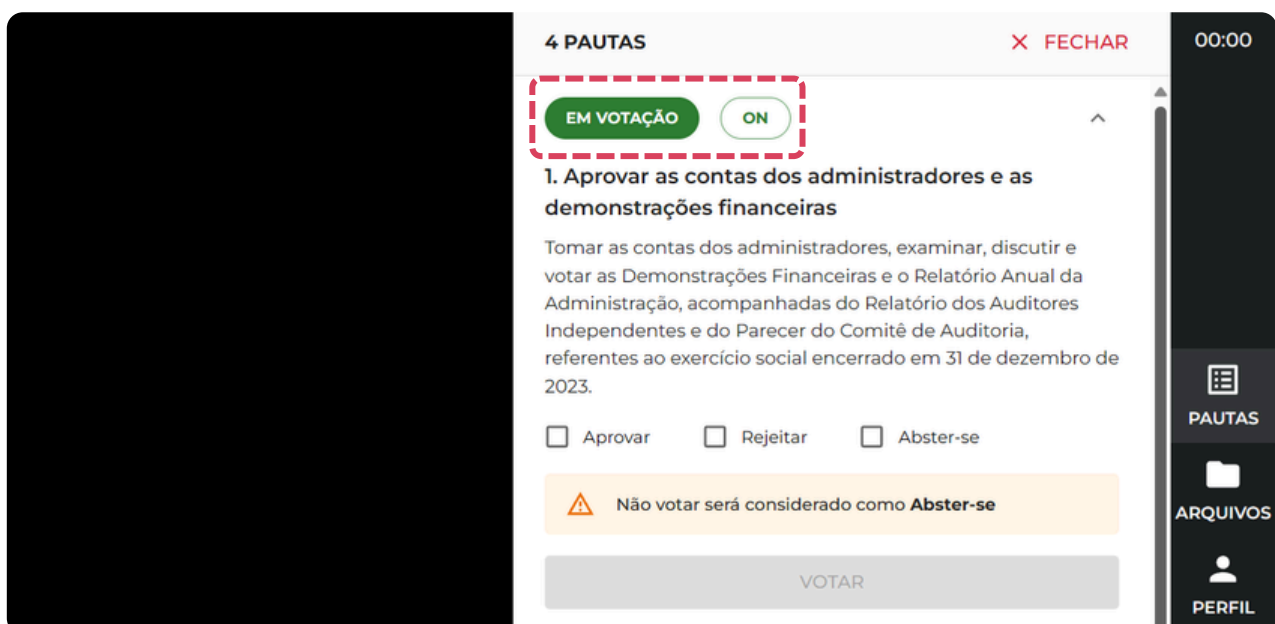 4 PAUTAS
FECHAR
00:00
EM VOTAÇÃO
ON
1. Aprovar as contas dos administradores e as
demonstrações financeiras
Tomar as contas dos administradores, examinar, discutir e
votar as Demonstrações Financeiras e o Relatório Anual da
Administração, acompanhadas do Relatório dos Auditores
Independentes e do Parecer do Comitê de Auditoria,
referentes ao exercício social encerrado em 31 de dezembro de
2023.
Aprovar
Rejeitar
Abster-se
Não votar será considerado como Abster-se
VOTAR
PAUTAS
ARQUIVOS
PERFIL